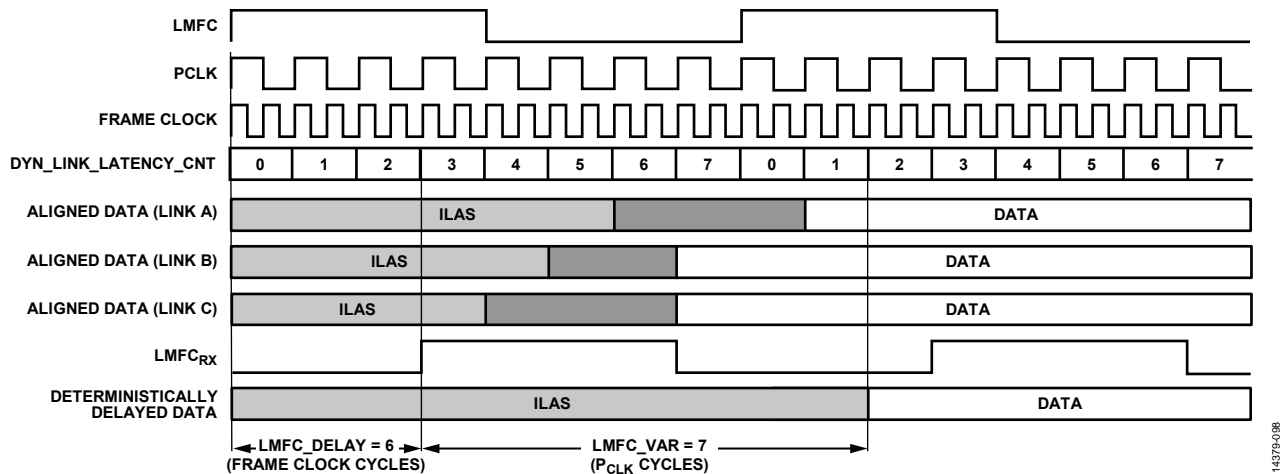 LMFC
PCLK
FRAME CLOCK
DYN_LINK_LATENCY_CNT 0 1 2 3 4 5 6 7 0 1 2 3 4 5 6 7
ALIGNED DATA (LINK A) ILAS DATA
ALIGNED DATA (LINK B) ILAS DATA
ALIGNED DATA (LINK C) ILAS DATA
LMFCRX
DETERMINISTICALLY
DELAYED DATA ILAS DATA
LMFC_DELAY = 6
(FRAME CLOCK CYCLES)
LMFC_VAR = 7
(PCLK CYCLES)
14379-098